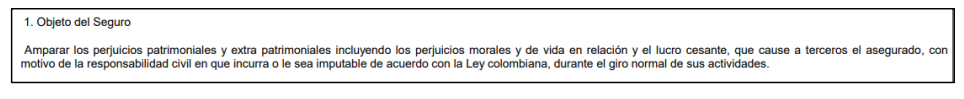 1. Objeto del Seguro
Amparar los perjuicios patrimoniales y extra patrimoniales incluyendo los perjuicios morales y de vida en relación y el lucro cesante, que cause a terceros el asegurado, con
motivo de la responsabilidad civil en que incurra o le sea imputable de acuerdo con la Ley colombiana, durante el giro normal de sus actividades.